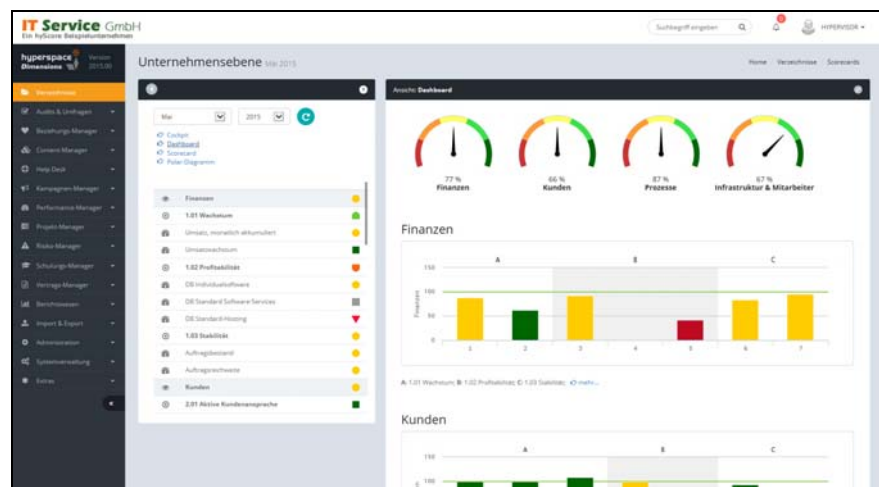 IT Service GmbH
Ein hyScore Beispielunternehmen
Suchbegriff eingeben
HYPERVISOR
hyperspace Version
Dimensions 2015.00
Unternehmensebene Mai 2015
Home Verzeichnisse Scorecards
Verzeichnisse
Audits & Umfragen
Beziehungs-Manager
Content-Manager
Help Desk
Kampagnen-Manager
Performance-Manager
Projekt-Manager
Risiko-Manager
Schulungs-Manager
Vertrags-Manager
Berichtswesen
Import & Export
Administration
Systemverwaltung
Extras
Mai 2015
Cockpit
Dashboard
Scorecard
Polar-Diagramm
Finanzen
1.01 Wachstum
Umsatz, monatlich akkumuliert
Umsatzwachstum
1.02 Profitabilität
DB Individualsoftware
DB Standard Software Services
DB Standard-Hosting
1.03 Stabilität
Auftragsbestand
Auftragsreichweite
Kunden
2.01 Aktive Kundenansprache
Ansicht: Dashboard
77 % 66 % 87 % 67 %
Finanzen Kunden Prozesse Infrastruktur & Mitarbeiter
Finanzen
A B C
150
100
50
0
Finanzen
1 2 3 4 5 6 7
A: 1.01 Wachstum; B: 1.02 Profitabilität; C: 1.03 Stabilität; mehr...
Kunden
A B C
150
100